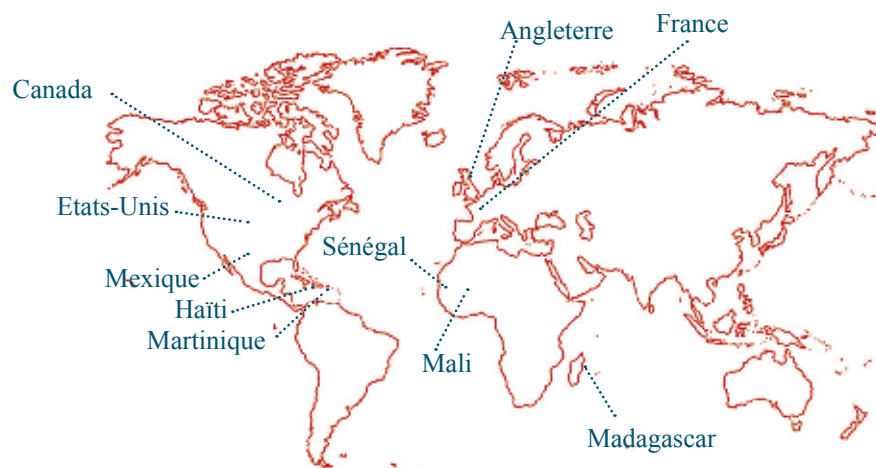 France
Angleterre
Canada
Etats-Unis
Sénégal
Mexique
Haïti
Martinique
Mali
Madagascar